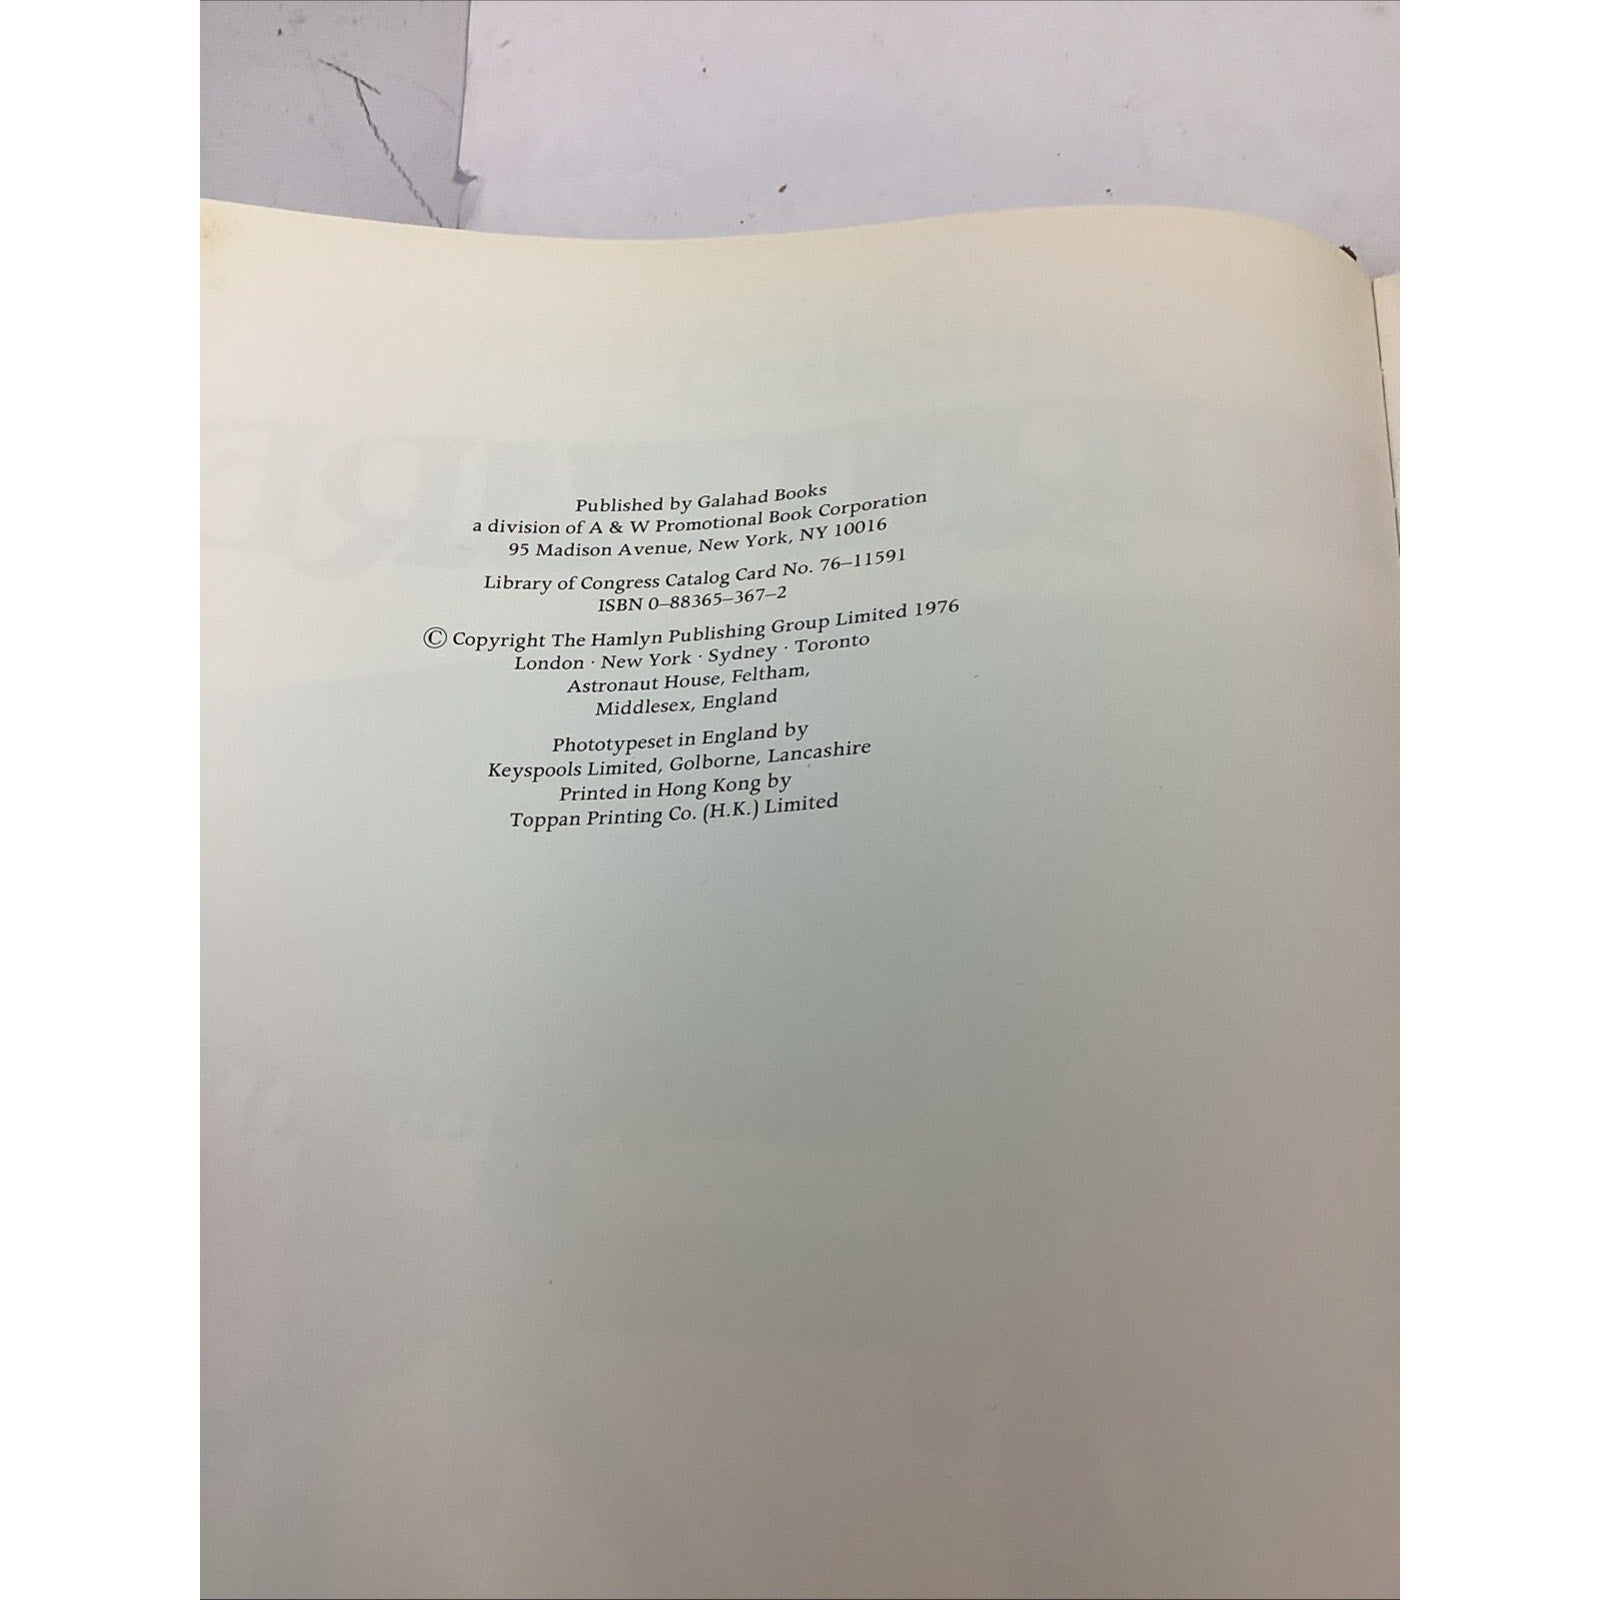 Published by Galahad Books
a division of A & W Promotional Book Corporation
95 Madison Avenue, New York, NY 10016
Library of Congress Catalog Card No. 76–11591
ISBN 0–88365–367–2
© Copyright The Hamlyn Publishing Group Limited 1976
London · New York · Sydney · Toronto
Astronaut House, Feltham,
Middlesex, England
Phototypeset in England by
Keyspools Limited, Golborne, Lancashire
Printed in Hong Kong by
Toppan Printing Co. (H.K.) Limited